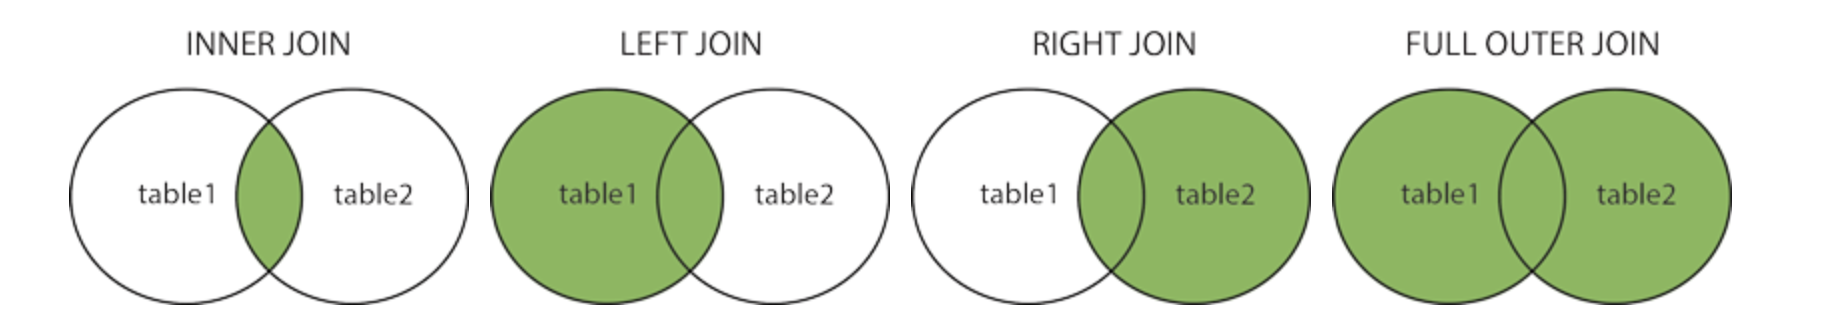 INNER JOIN
LEFT JOIN
RIGHT JOIN
FULL OUTER JOIN
table1
table2
table1
table2
table1
table2
table1
table2